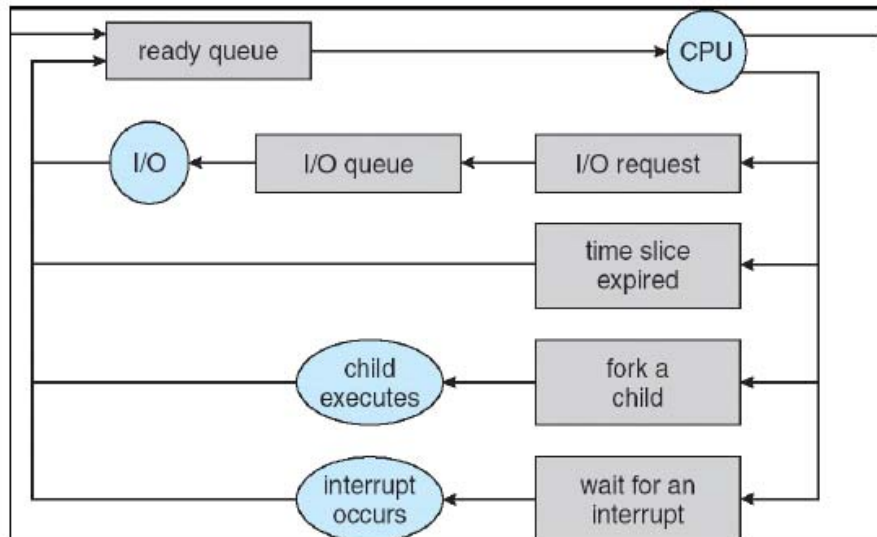 ready queue
CPU
I/O
I/O queue
I/O request
time slice
expired
child
executes
fork a
child
interrupt
occurs
wait for an
interrupt